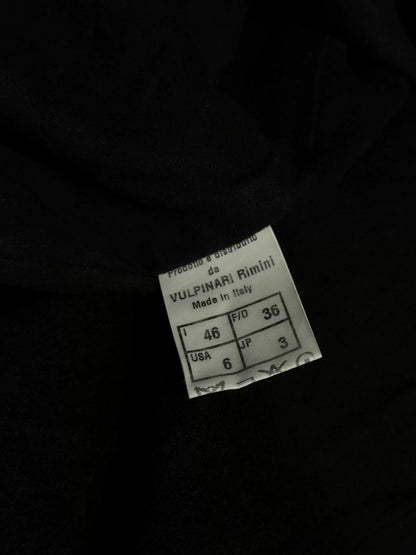 Prodotto e distribuito
da
VULPINARI Rimini
Made in Italy
I 46 F/D 36
USA 6 JP 3